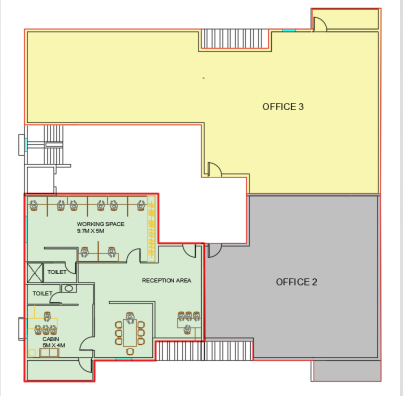 OFFICE 3
WORKING SPACE
9.7M X 5M
TOILET
RECEPTION AREA
OFFICE 2
TOILET
CABIN
5M X 4M